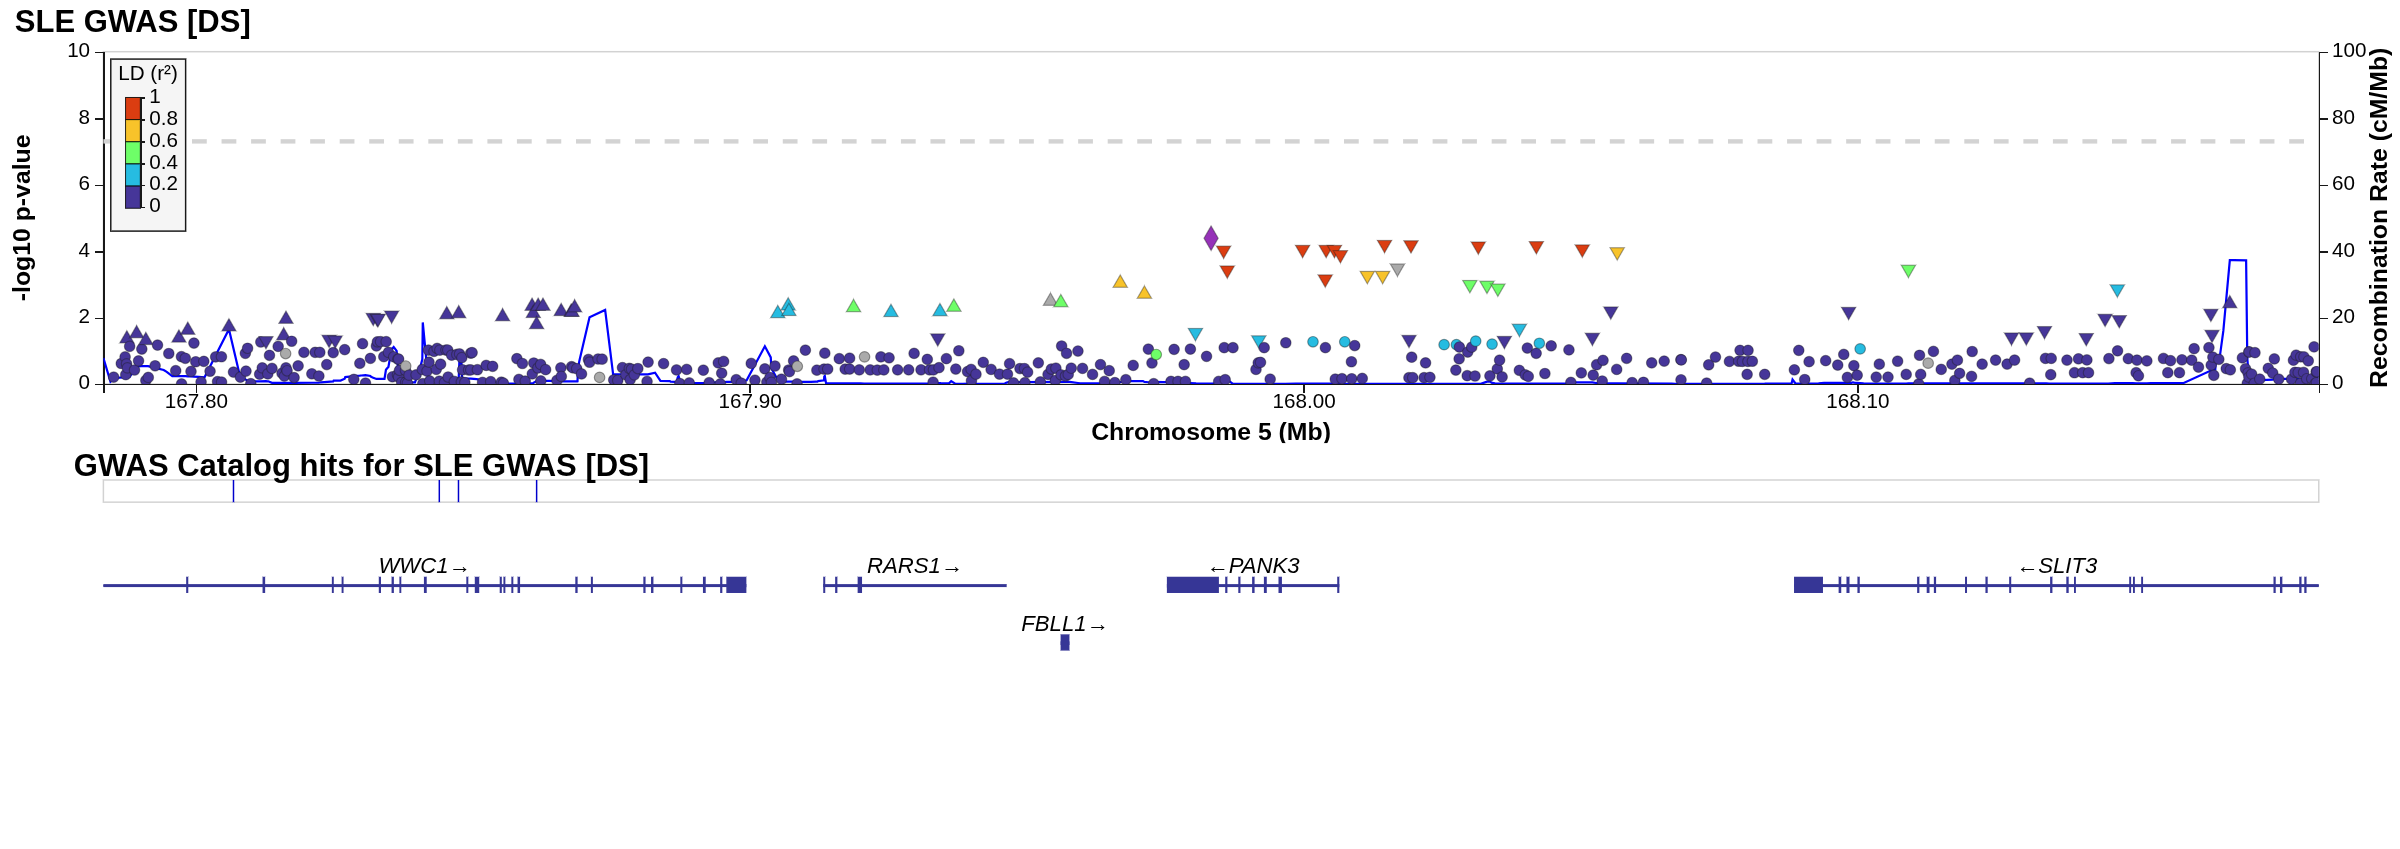 SLE GWAS [DS]
10
8
6
4
2
0
-log10 p-value
LD (r²)
1
0.8
0.6
0.4
0.2
0
100
80
60
40
20
0
Recombination Rate (cM/Mb)
167.80 167.90 168.00 168.10
Chromosome 5 (Mb)
GWAS Catalog hits for SLE GWAS [DS]
WWC1→ RARS1→ ←PANK3 ←SLIT3
FBLL1→